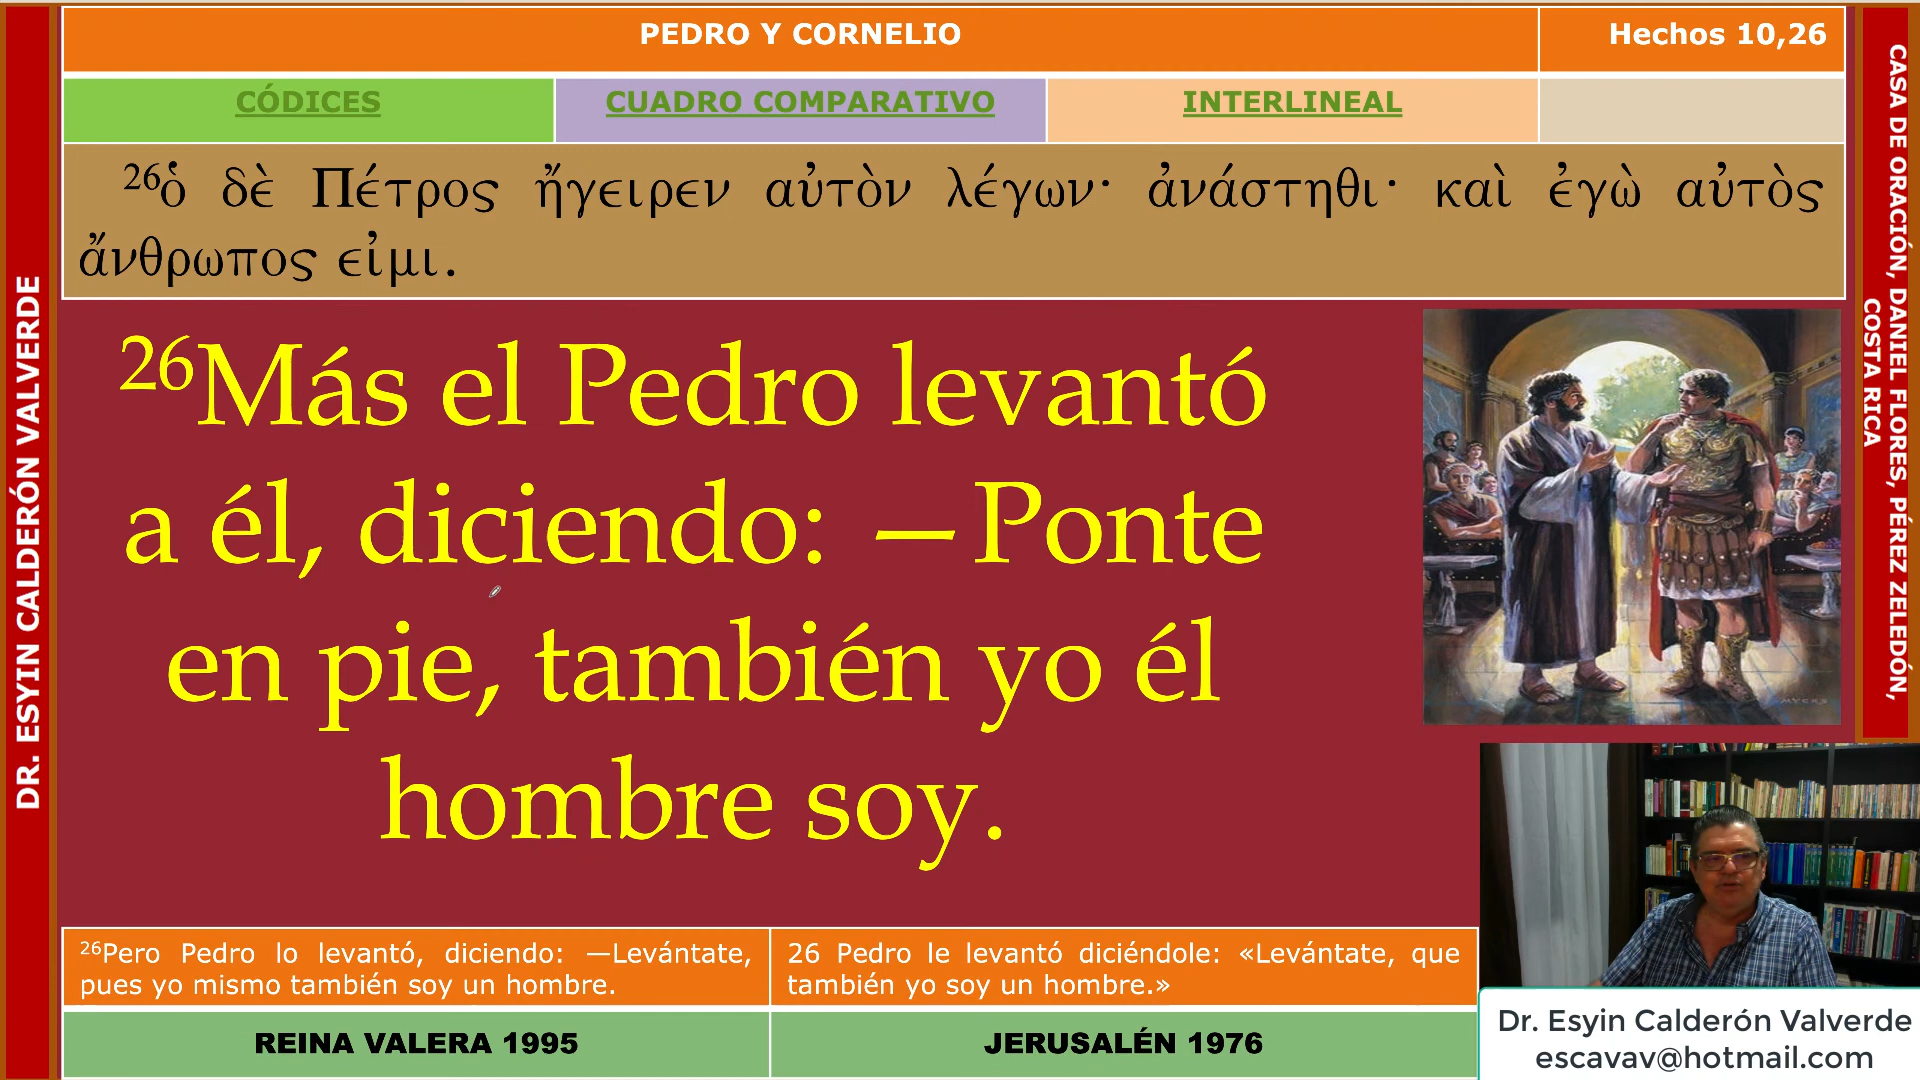 PEDRO Y CORNELIO
Hechos 10,26
CÓDICES
CUADRO COMPARATIVO
INTERLINEAL
²⁶ὁ δὲ Πέτρος ἤγειρεν αὐτὸν λέγων· ἀνάστηθι· καὶ ἐγὼ αὐτὸς
ἄνθρωπος εἰμι.
²⁶Más el Pedro levantó
a él, diciendo: —Ponte
en pie, también yo él
hombre soy.
²⁶Pero Pedro lo levantó, diciendo: —Levántate,
pues yo mismo también soy un hombre.
26 Pedro le levantó diciéndole: «Levántate, que
también yo soy un hombre.»
REINA VALERA 1995
JERUSALÉN 1976
DR. ESYIN CALDERÓN VALVERDE
CASA DE ORACIÓN, DANIEL FLORES, PÉREZ ZELEDÓN,
COSTA RICA
MYERS
Dr. Esyin Calderón Valverde
escavav@hotmail.com